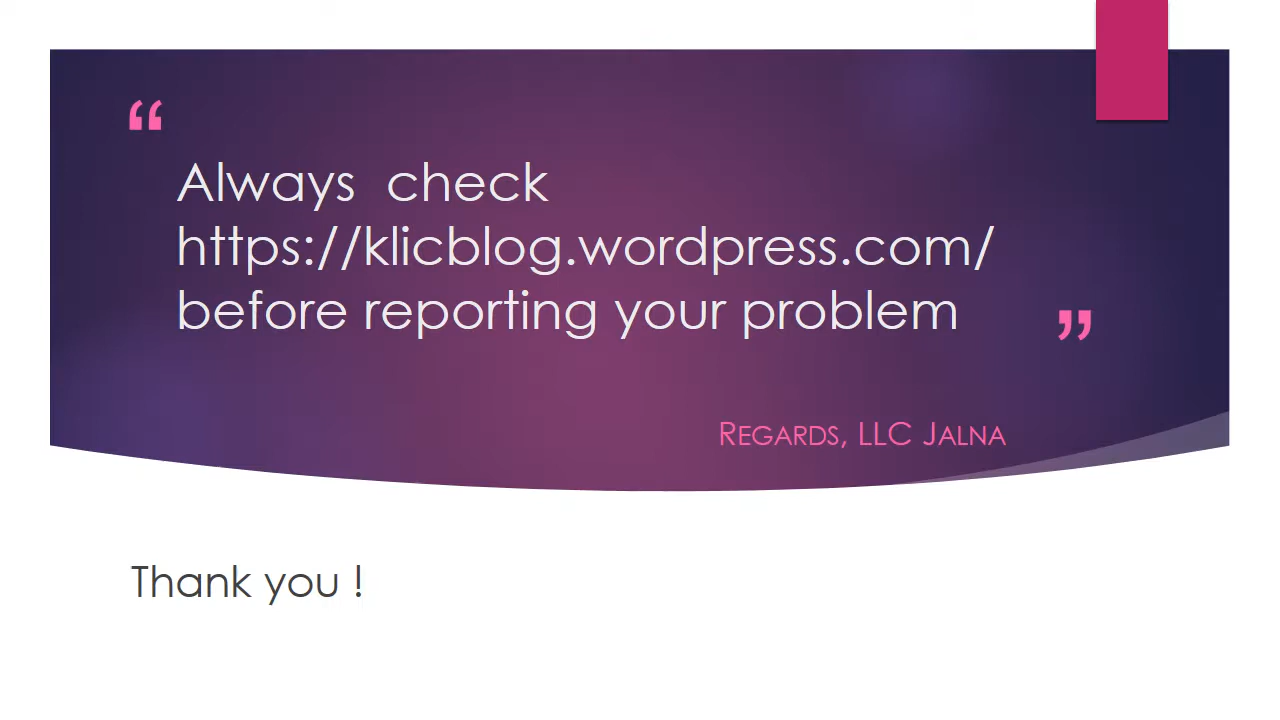 “
Always  check
https://klicblog.wordpress.com/
before reporting your problem
”
Regards, LLC Jalna
Thank you !